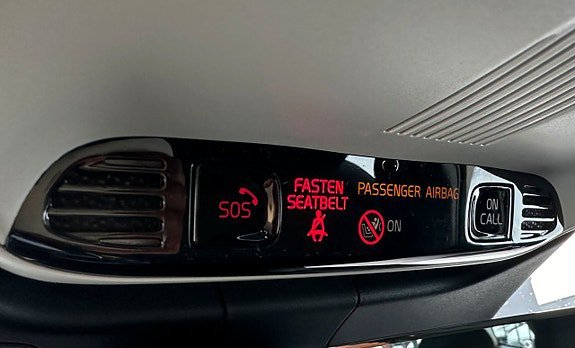 SOS
FASTEN
SEATBELT
PASSENGER AIRBAG
ON
ON
CALL